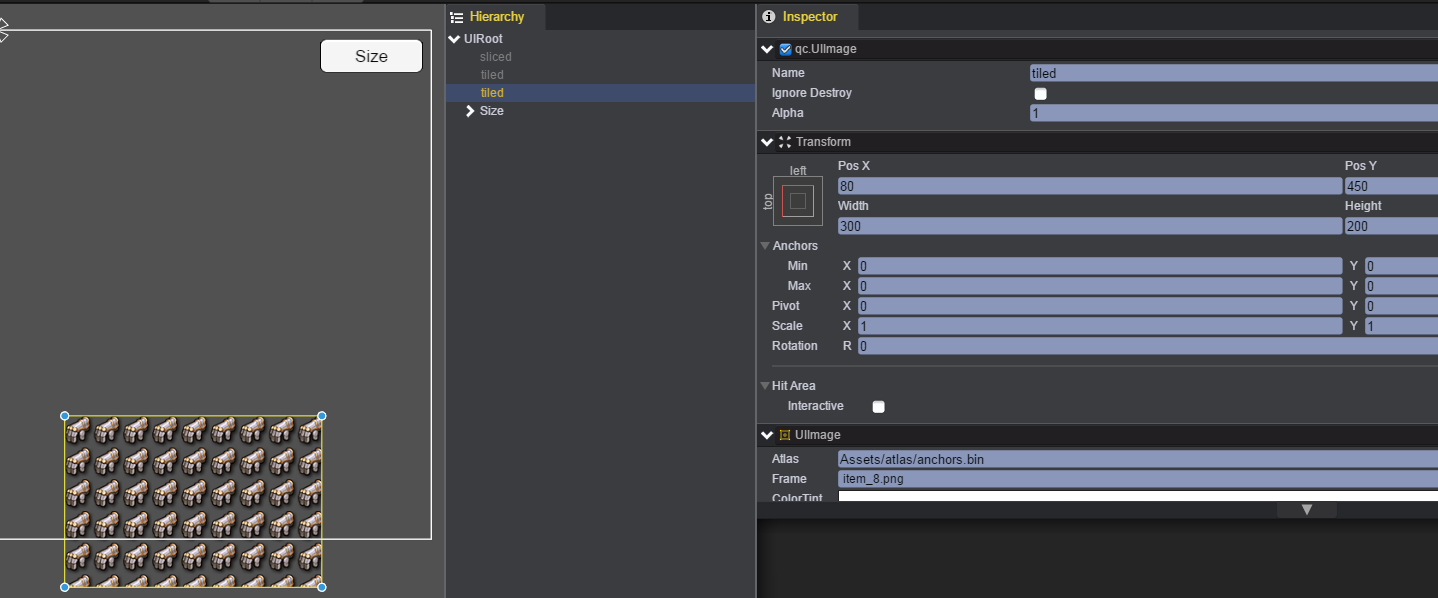 Size
Hierarchy
UIRoot
sliced
tiled
tiled
Size
Inspector
qc.UIImage
Name tiled
Ignore Destroy
Alpha 1
Transform
left
top
Pos X Pos Y
80 450
Width Height
300 200
Anchors
Min X 0 Y 0
Max X 0 Y 0
Pivot X 0 Y 0
Scale X 1 Y 1
Rotation R 0
Hit Area
Interactive
UIImage
Atlas Assets/atlas/anchors.bin
Frame item_8.png
ColorTint